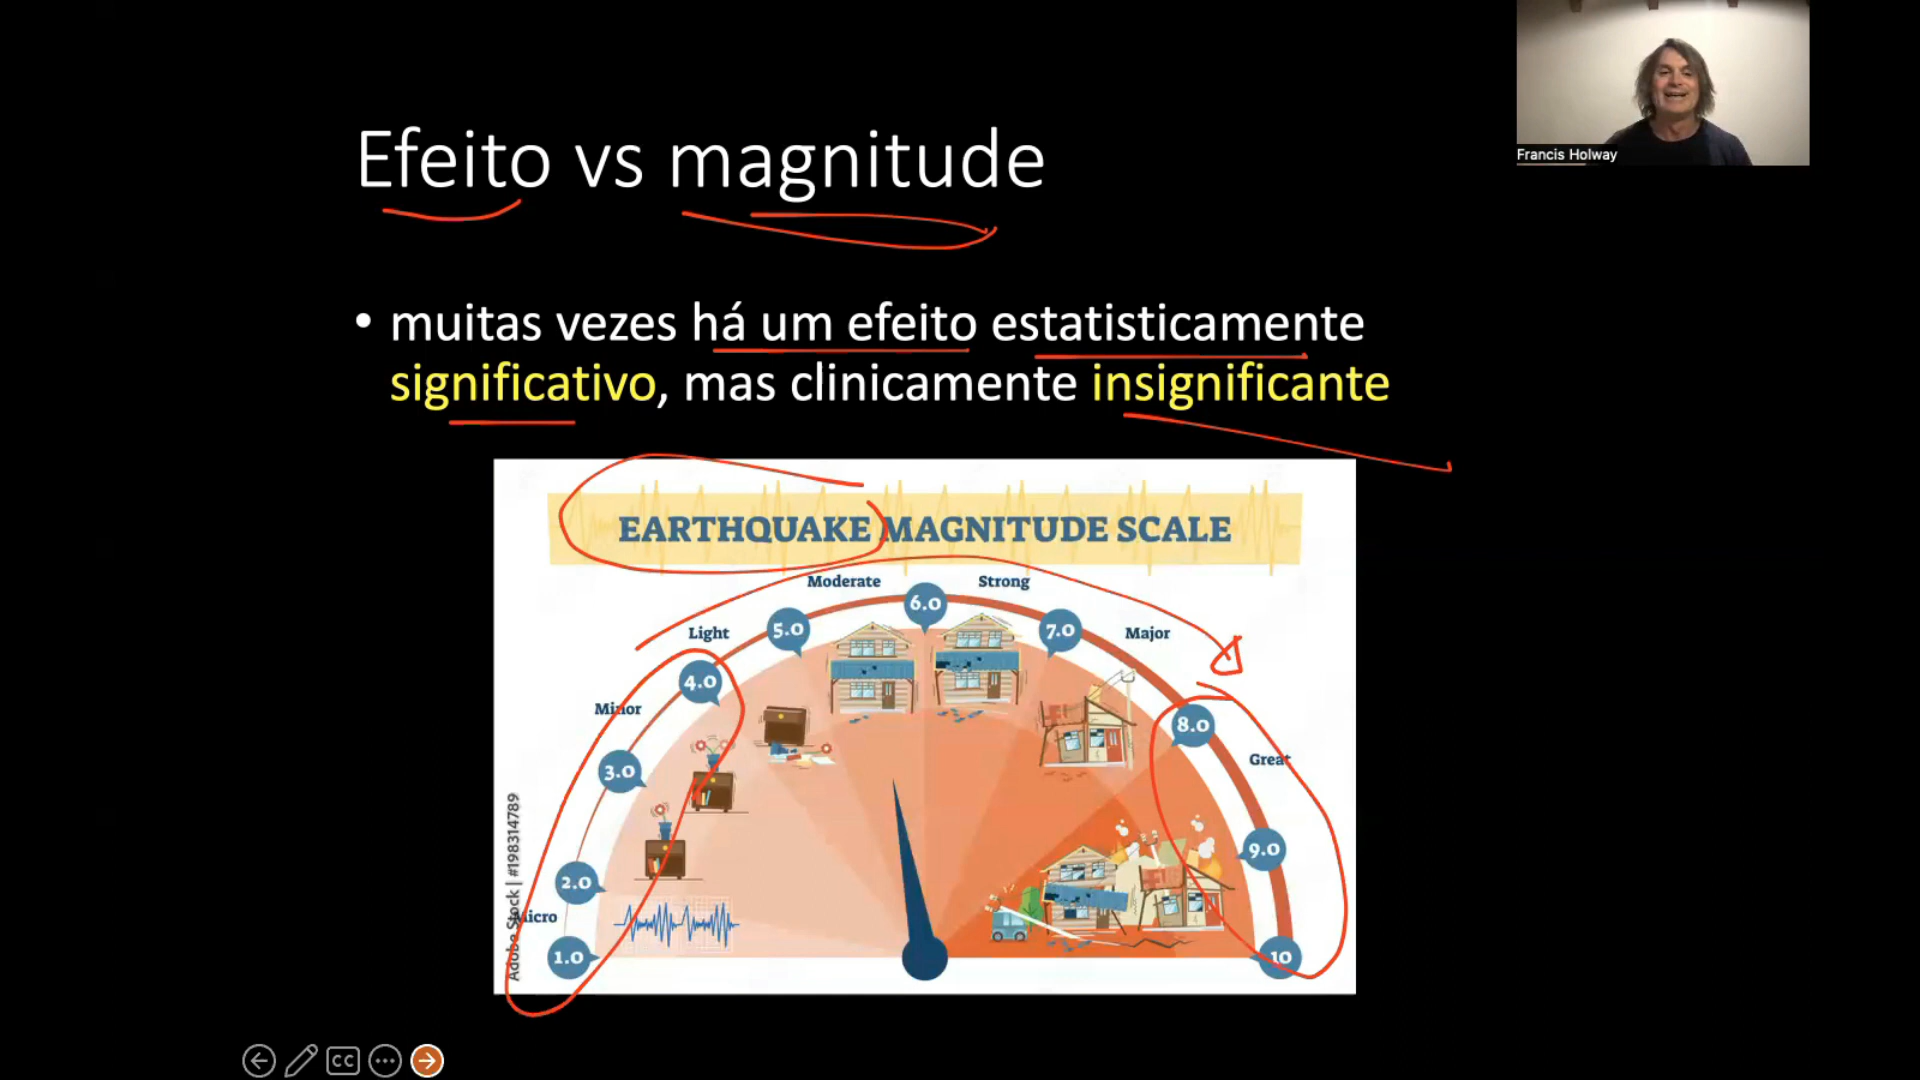 Efeito vs magnitude
Francis Holway
• muitas vezes há um efeito estatisticamente
significativo, mas clinicamente insignificante
EARTHQUAKE MAGNITUDE SCALE
Moderate
Strong
6.0
5.0
7.0
Light
Major
4.0
Minor
8.0
Great
3.0
9.0
2.0
Micro
1.0
10
Adobe Stock | #198314789
CC